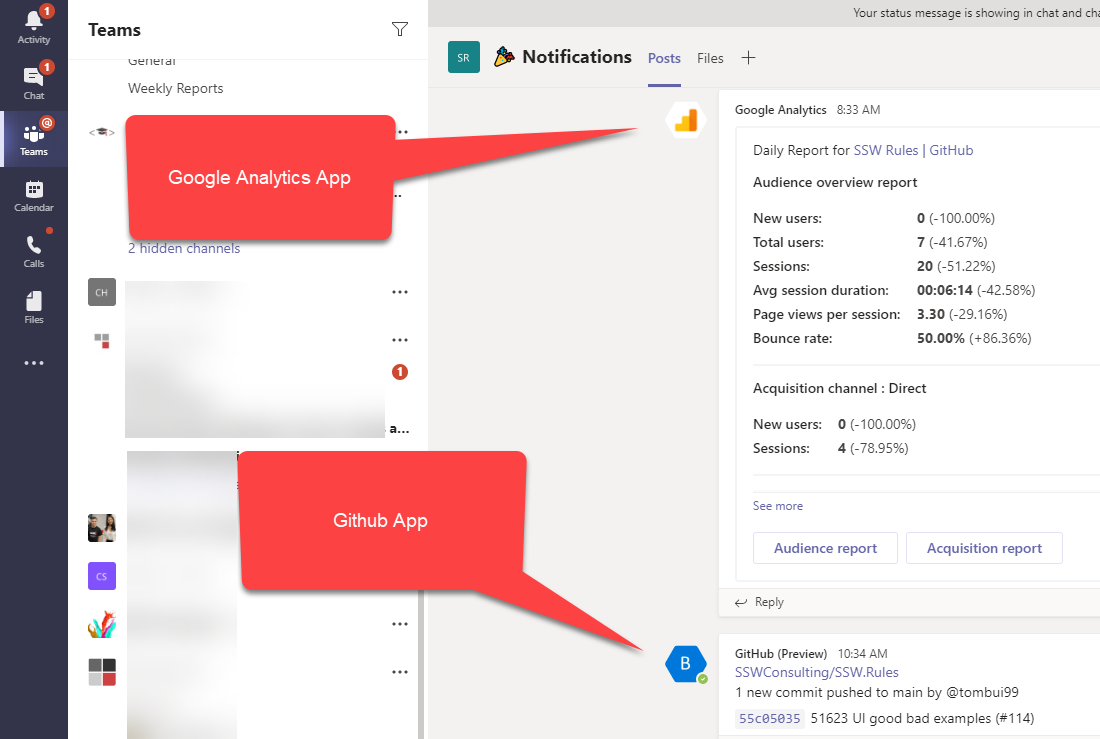 1
Activity
1
Chat
@
Teams
Calendar
Calls
Files
Teams
General
Weekly Reports
Google Analytics App
2 hidden channels
CH
1
a...
CS
Github App
Your status message is showing in chat and cha
SR
Notifications
Posts
Files
Google Analytics 8:33 AM
Daily Report for SSW Rules | GitHub
Audience overview report
New users: 0 (-100.00%)
Total users: 7 (-41.67%)
Sessions: 20 (-51.22%)
Avg session duration: 00:06:14 (-42.58%)
Page views per session: 3.30 (-29.16%)
Bounce rate: 50.00% (+86.36%)
Acquisition channel : Direct
New users: 0 (-100.00%)
Sessions: 4 (-78.95%)
See more
Audience report
Acquisition report
Reply
B
GitHub (Preview) 10:34 AM
SSWConsulting/SSW.Rules
1 new commit pushed to main by @tombui99
55c05035 51623 UI good bad examples (#114)